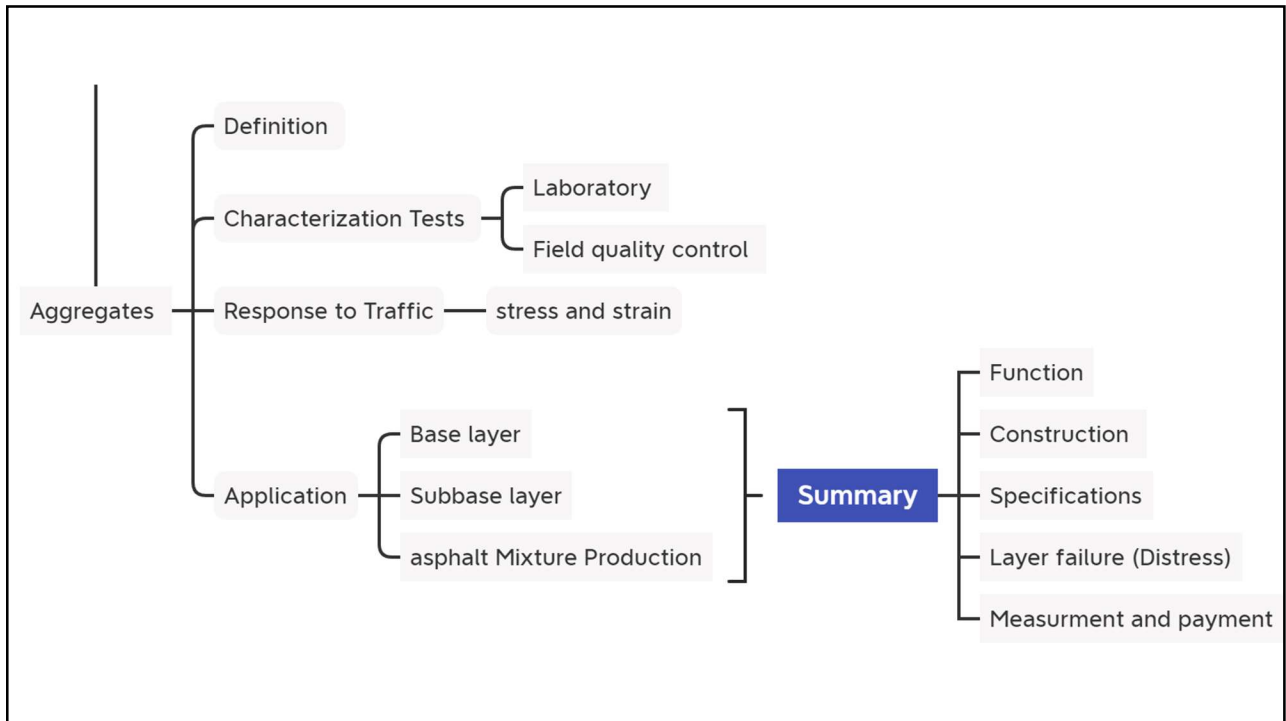 Definition
Laboratory
Characterization Tests
Field quality control
Aggregates
Response to Traffic
stress and strain
Function
Base layer
Construction
Application
Subbase layer
Summary
Specifications
asphalt Mixture Production
Layer failure (Distress)
Measurment and payment